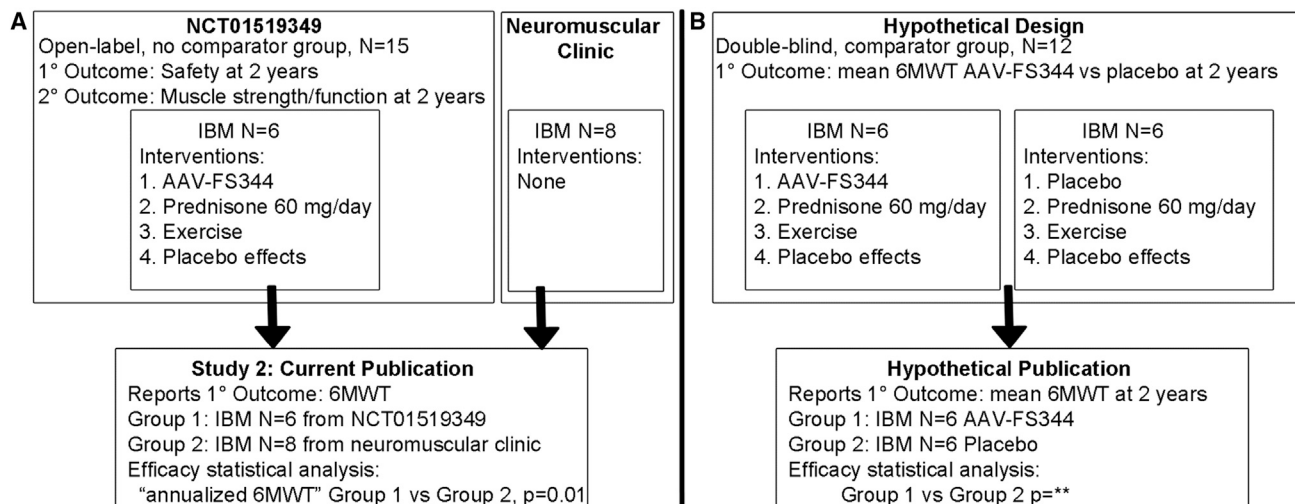 A
NCT01519349
Open-label, no comparator group, N=15
1° Outcome: Safety at 2 years
2° Outcome: Muscle strength/function at 2 years
IBM N=6
Interventions:
1. AAV-FS344
2. Prednisone 60 mg/day
3. Exercise
4. Placebo effects
Neuromuscular
Clinic
IBM N=8
Interventions:
None
Study 2: Current Publication
Reports 1° Outcome: 6MWT
Group 1: IBM N=6 from NCT01519349
Group 2: IBM N=8 from neuromuscular clinic
Efficacy statistical analysis:
“annualized 6MWT” Group 1 vs Group 2, p=0.01
B
Hypothetical Design
Double-blind, comparator group, N=12
1° Outcome: mean 6MWT AAV-FS344 vs placebo at 2 years
IBM N=6
Interventions:
1. AAV-FS344
2. Prednisone 60 mg/day
3. Exercise
4. Placebo effects
IBM N=6
Interventions:
1. Placebo
2. Prednisone 60 mg/day
3. Exercise
4. Placebo effects
Hypothetical Publication
Reports 1° Outcome: mean 6MWT at 2 years
Group 1: IBM N=6 AAV-FS344
Group 2: IBM N=6 Placebo
Efficacy statistical analysis:
Group 1 vs Group 2 p=**